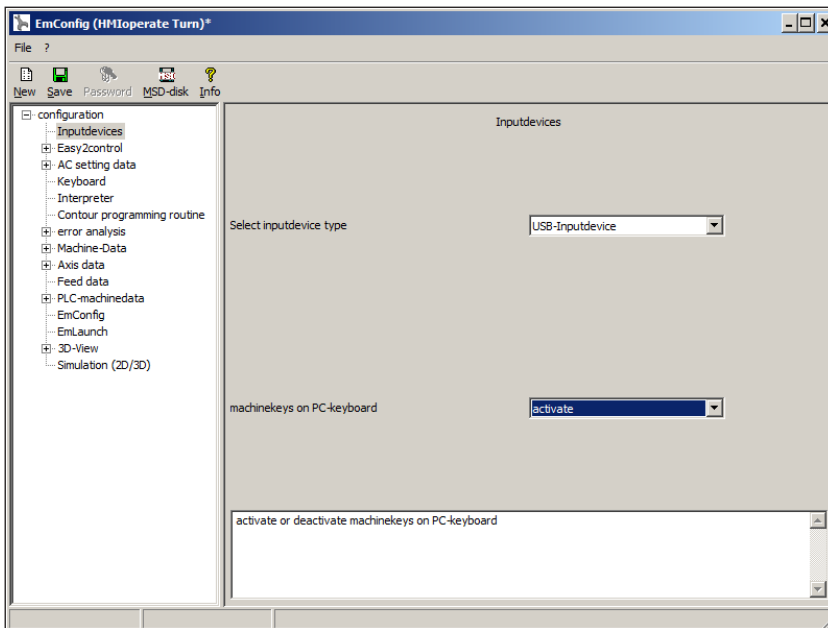 EmConfig (HMIoperate Turn)*
File ?
New Save Password MSD-disk Info
configuration
Inputdevices
Easy2control
AC setting data
Keyboard
Interpreter
Contour programming routine
error analysis
Machine-Data
Axis data
Feed data
PLC-machinedata
EmConfig
EmLaunch
3D-View
Simulation (2D/3D)
Inputdevices
Select inputdevice type USB-Inputdevice
machinekeys on PC-keyboard activate
activate or deactivate machinekeys on PC-keyboard